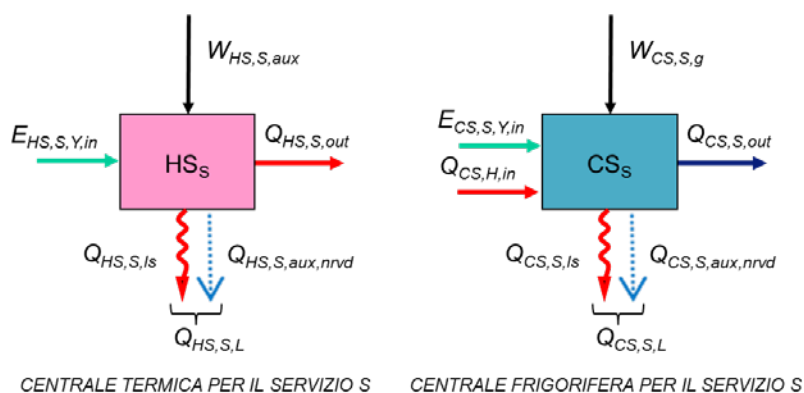 W_HS,S,aux
E_HS,S,Y,in
HS_S
Q_HS,S,out
Q_HS,S,ls
Q_HS,S,aux,nrvd
Q_HS,S,L
CENTRALE TERMICA PER IL SERVIZIO S
W_CS,S,g
E_CS,S,Y,in
Q_CS,H,in
CS_S
Q_CS,S,out
Q_CS,S,ls
Q_CS,S,aux,nrvd
Q_CS,S,L
CENTRALE FRIGORIFERA PER IL SERVIZIO S